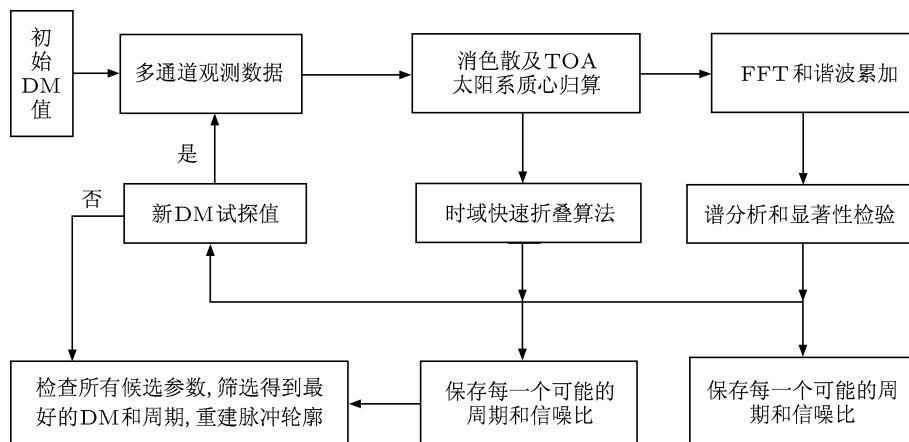 初
始
DM
值
多通道观测数据
消色散及TOA
太阳系质心归算
FFT和谐波累加
是
否
新DM试探值
时域快速折叠算法
谱分析和显著性检验
检查所有候选参数,筛选得到最
好的DM和周期,重建脉冲轮廓
保存每一个可能的
周期和信噪比
保存每一个可能的周
期和信噪比